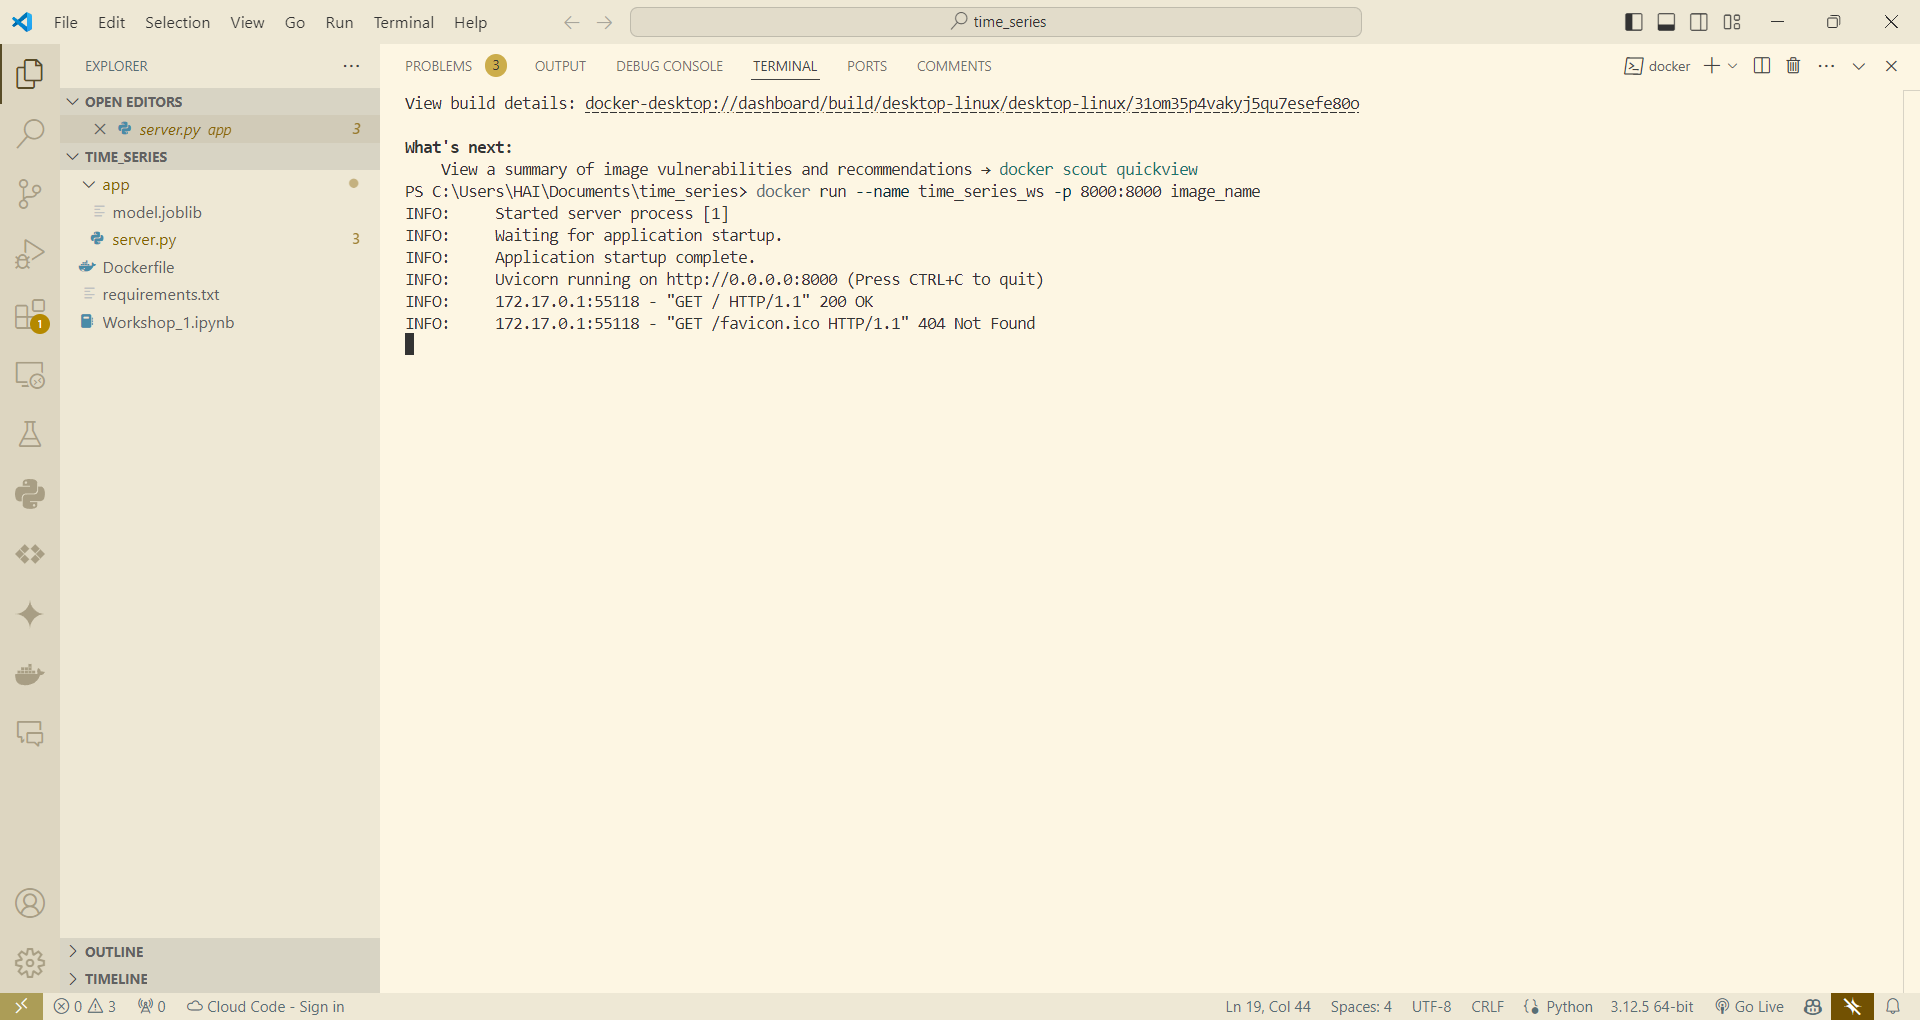 File Edit Selection View Go Run Terminal Help
time_series
EXPLORER
OPEN EDITORS
server.py app 3
TIME_SERIES
app
model.joblib
server.py 3
Dockerfile
requirements.txt
Workshop_1.ipynb
1
OUTLINE
TIMELINE
PROBLEMS 3 OUTPUT DEBUG CONSOLE TERMINAL PORTS COMMENTS
docker
View build details: docker-desktop://dashboard/build/desktop-linux/desktop-linux/31om35p4vakyj5qu7esefe80o
What's next:
View a summary of image vulnerabilities and recommendations → docker scout quickview
PS C:\Users\HAI\Documents\time_series> docker run --name time_series_ws -p 8000:8000 image_name
INFO: Started server process [1]
INFO: Waiting for application startup.
INFO: Application startup complete.
INFO: Uvicorn running on http://0.0.0.0:8000 (Press CTRL+C to quit)
INFO: 172.17.0.1:55118 - "GET / HTTP/1.1" 200 OK
INFO: 172.17.0.1:55118 - "GET /favicon.ico HTTP/1.1" 404 Not Found
0 3 0 Cloud Code - Sign in
Ln 19, Col 44 Spaces: 4 UTF-8 CRLF Python 3.12.5 64-bit Go Live